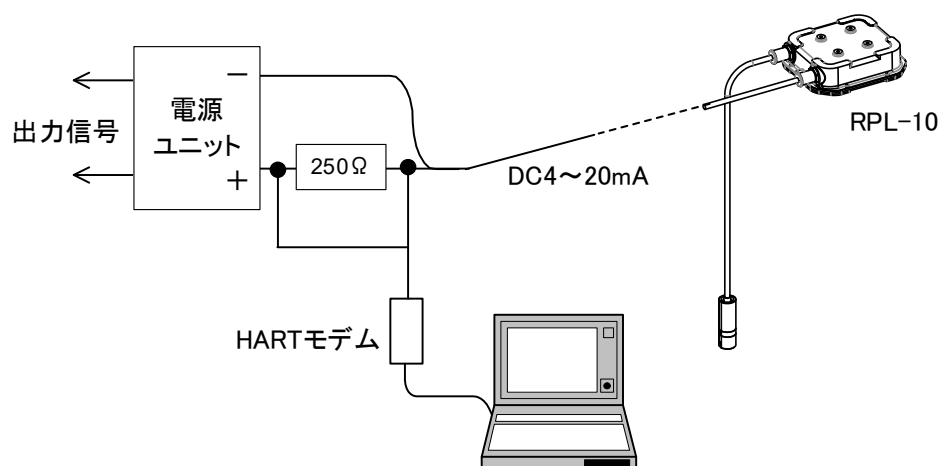 出力信号
電源
ユニット
−
+
250Ω
DC4～20mA
RPL-10
HARTモデム